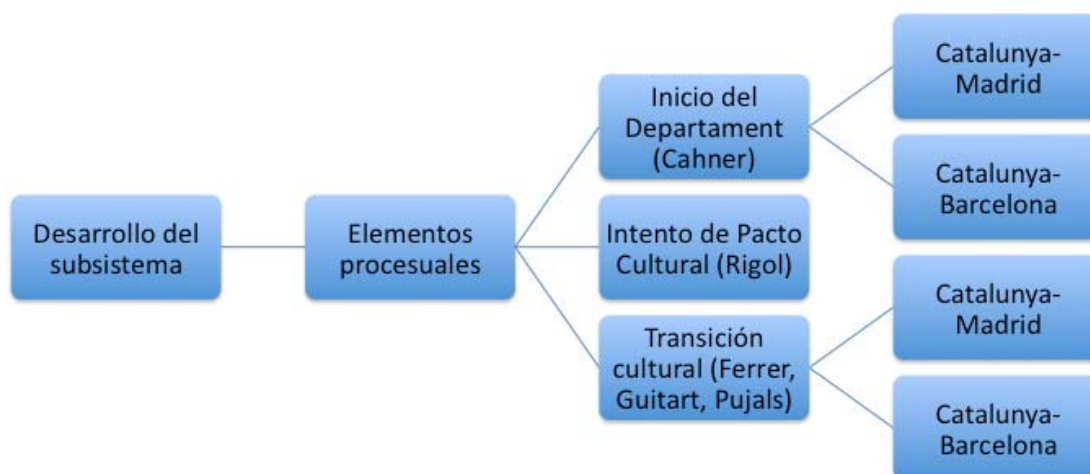 Desarrollo del
subsistema
Elementos
procesuales
Inicio del
Departament
(Cahner)
Catalunya-
Madrid
Catalunya-
Barcelona
Intento de Pacto
Cultural (Rigol)
Transición
cultural (Ferrer,
Guitart, Pujals)
Catalunya-
Madrid
Catalunya-
Barcelona